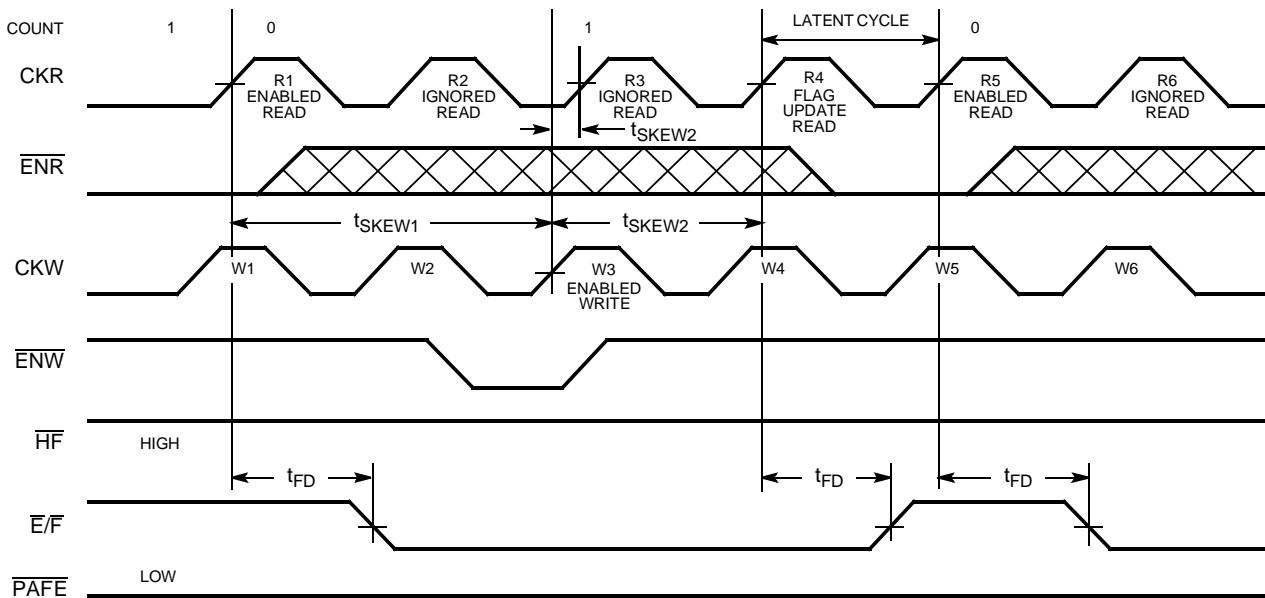 COUNT 1 0 1 LATENT CYCLE 0
CKR
R1 ENABLED READ
R2 IGNORED READ
R3 IGNORED READ
R4 FLAG UPDATE READ
R5 ENABLED READ
R6 IGNORED READ
tSKEW2
ENR
tSKEW1 tSKEW2
CKW
W1
W2
W3 ENABLED WRITE
W4
W5
W6
ENW
HF HIGH
tFD tFD tFD
E/F
PAFE LOW